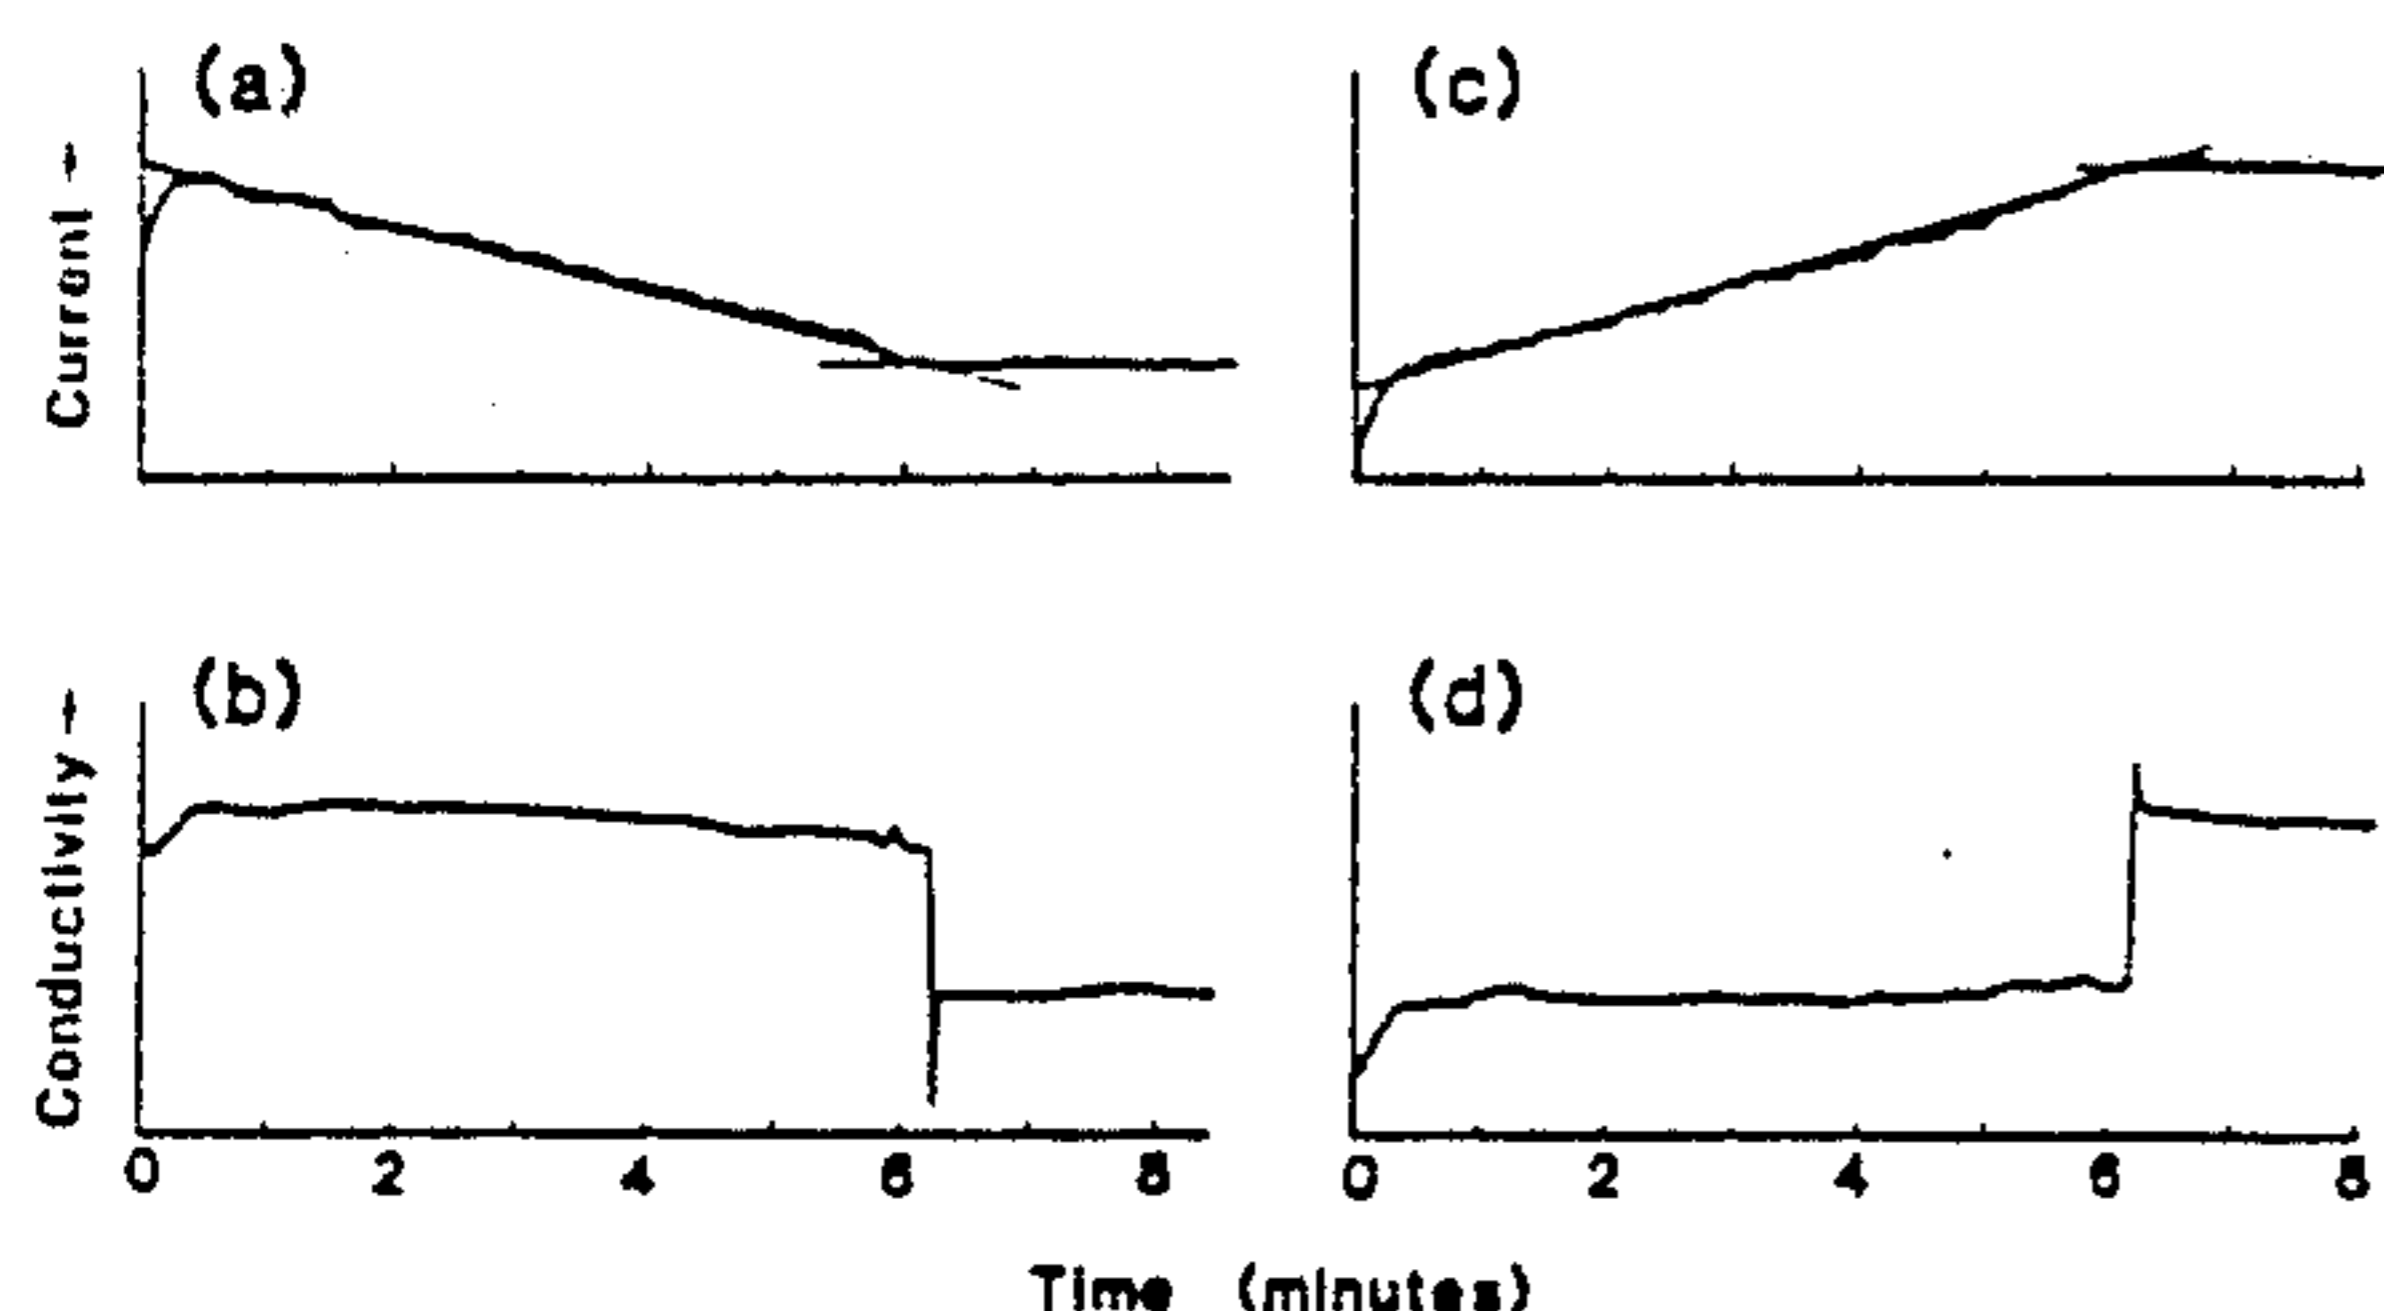 (a)
(c)
Current →
(b)
(d)
Conductivity →
0 2 4 6 8
0 2 4 6 8
Time (minutes)